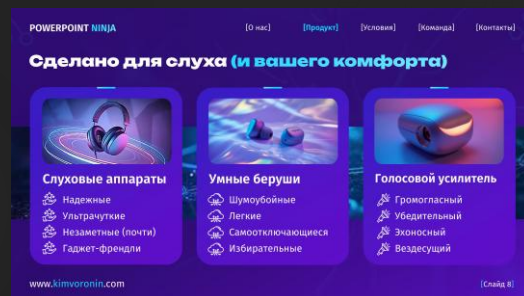 POWERPOINT NINJA
[О нас] [Продукт] [Условия] [Команда] [Контакты]
Сделано для слуха (и вашего комфорта)
Слуховые аппараты
Надежные
Ультрачуткие
Незаметные (почти)
Гаджет-френдли
Умные беруши
Шумоубойные
Легкие
Самоотключающиеся
Избирательные
Голосовой усилитель
Громогласный
Убедительный
Эхоносный
Вездесущий
www.kimvoronin.com
[Слайд 8]